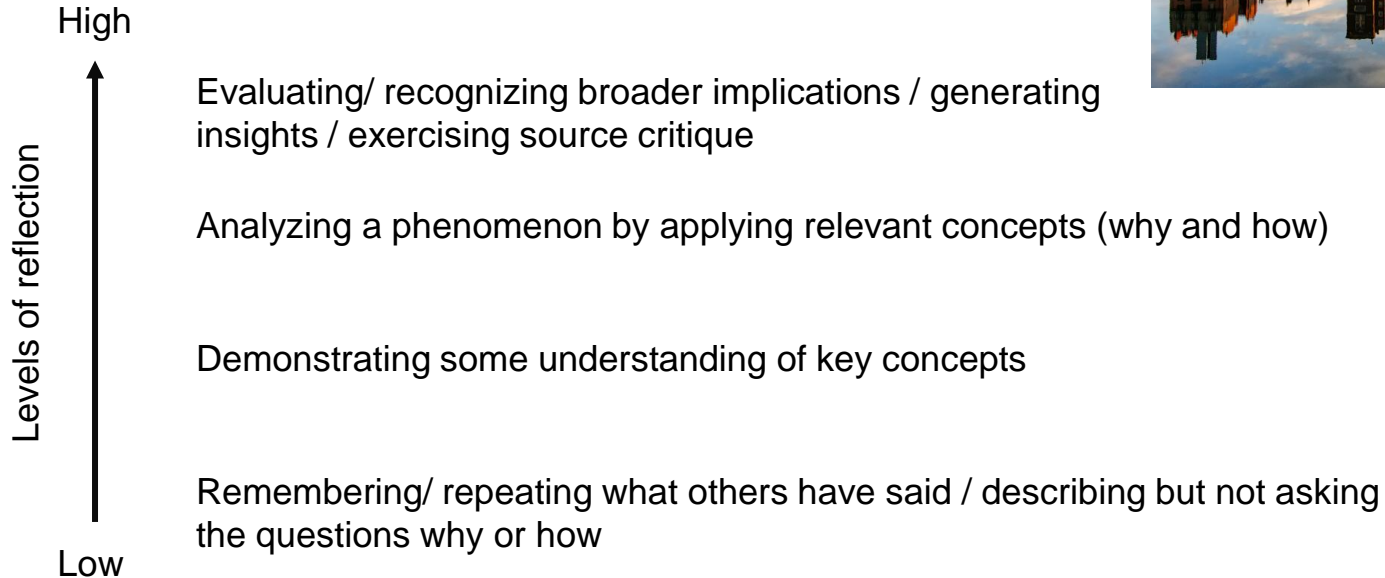 High
Levels of reflection
Evaluating/ recognizing broader implications / generating
insights / exercising source critique
Analyzing a phenomenon by applying relevant concepts (why and how)
Demonstrating some understanding of key concepts
Remembering/ repeating what others have said / describing but not asking
the questions why or how
Low